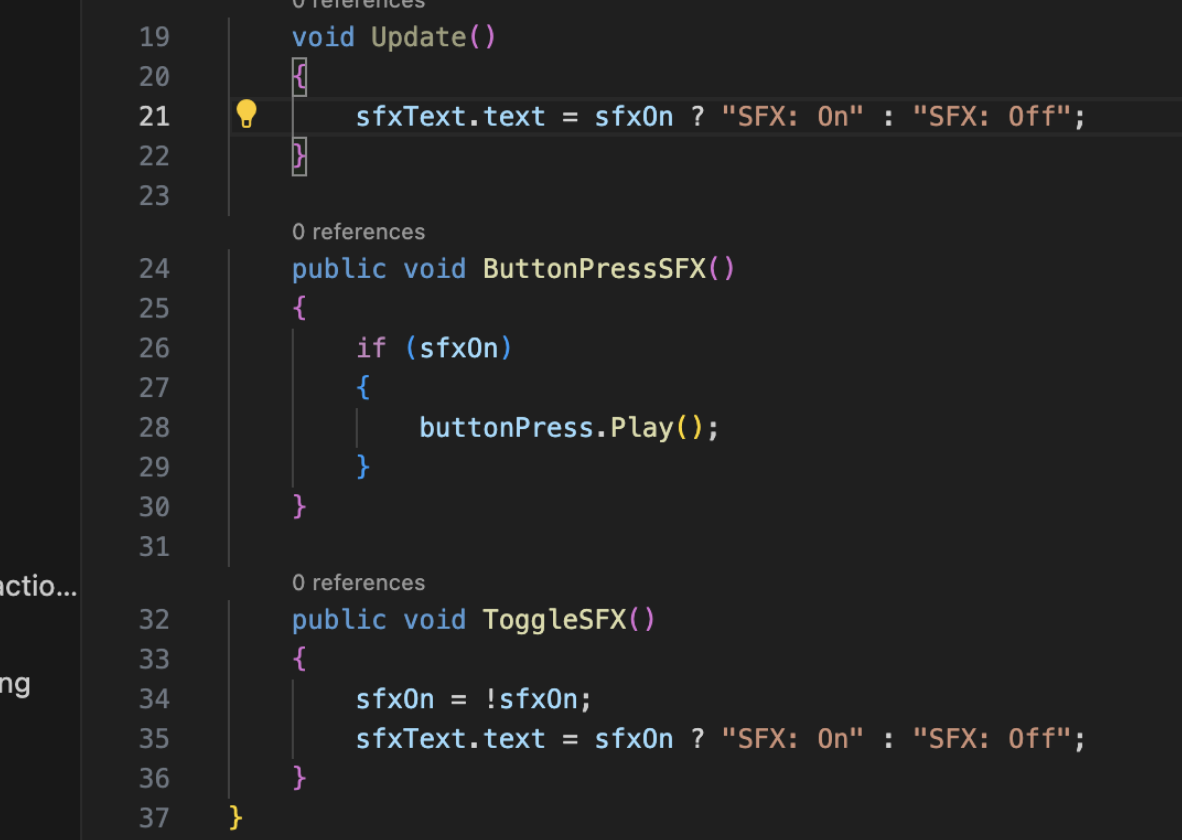 0 references
19 void Update()
20 {
21 sfxText.text = sfxOn ? "SFX: On" : "SFX: Off";
22 }
23
0 references
24 public void ButtonPressSFX()
25 {
26 if (sfxOn)
27 {
28 buttonPress.Play();
29 }
30 }
31
0 references
actio...
32 public void ToggleSFX()
33 {
ng
34 sfxOn = !sfxOn;
35 sfxText.text = sfxOn ? "SFX: On" : "SFX: Off";
36 }
37 }